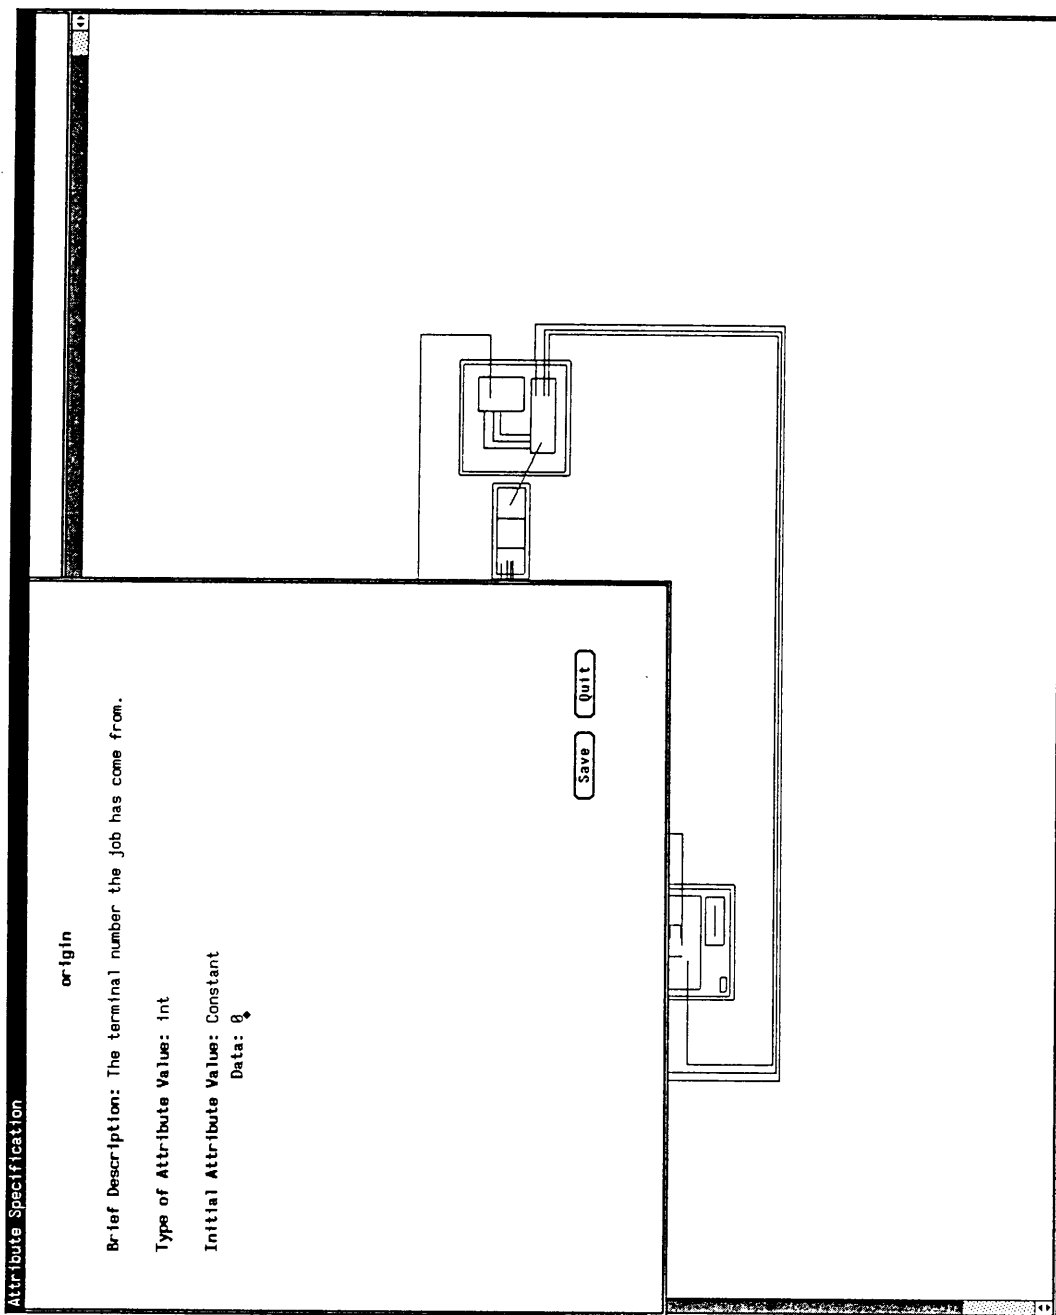 Attribute Specification
origin
Brief Description: The terminal number the job has come from.
Type of Attribute Value: int
Initial Attribute Value: Constant
Data: 0
Save
Quit